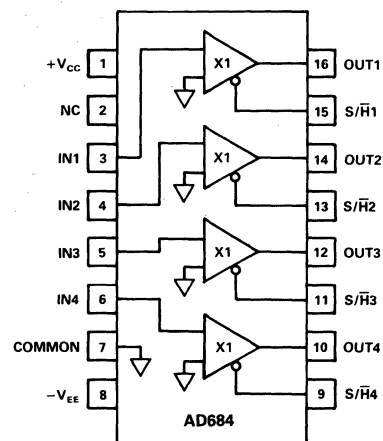 +VCC 1 X1 16 OUT1
NC 2 15 S/H̅1
IN1 3 X1 14 OUT2
IN2 4 13 S/H̅2
IN3 5 X1 12 OUT3
IN4 6 11 S/H̅3
COMMON 7 X1 10 OUT4
−VEE 8 9 S/H̅4
AD684